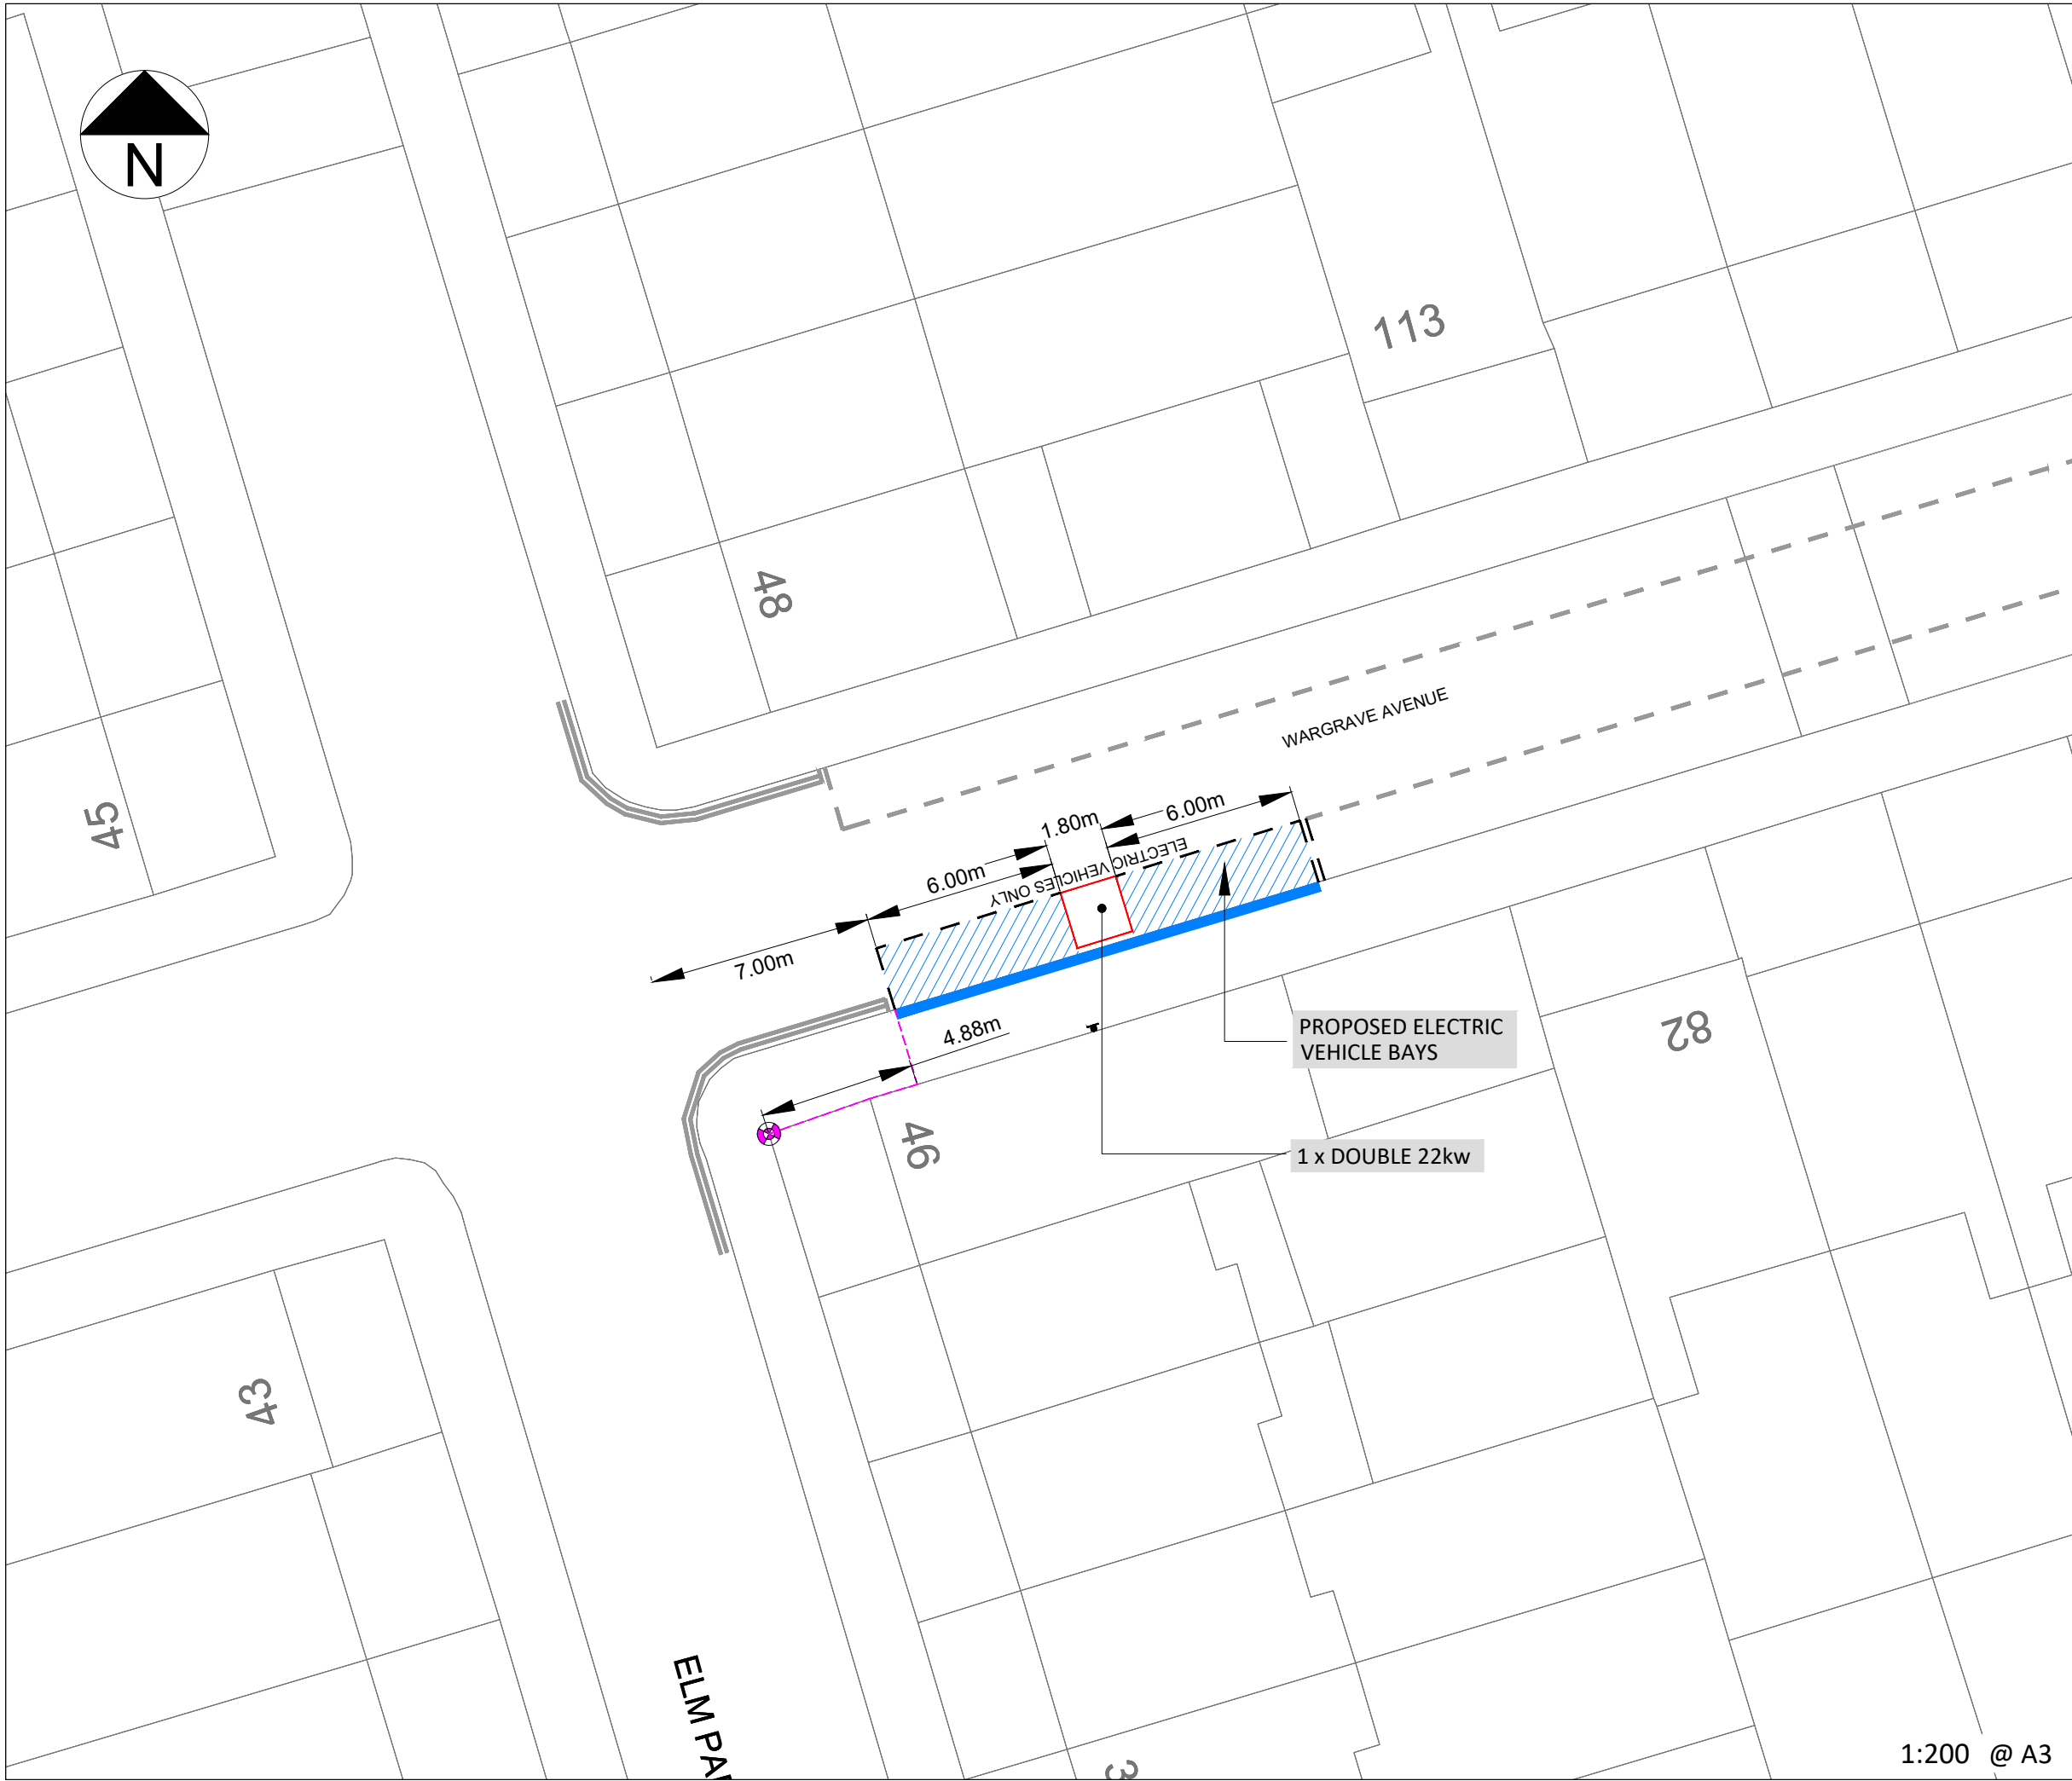 N
113
48
WARGRAVE AVENUE
45
6.00m
1.80m
6.00m
ELECTRIC VEHICLES ONLY
7.00m
4.88m
PROPOSED ELECTRIC
VEHICLE BAYS
82
46
1 x DOUBLE 22kw
43
ELM
1:200 @ A3